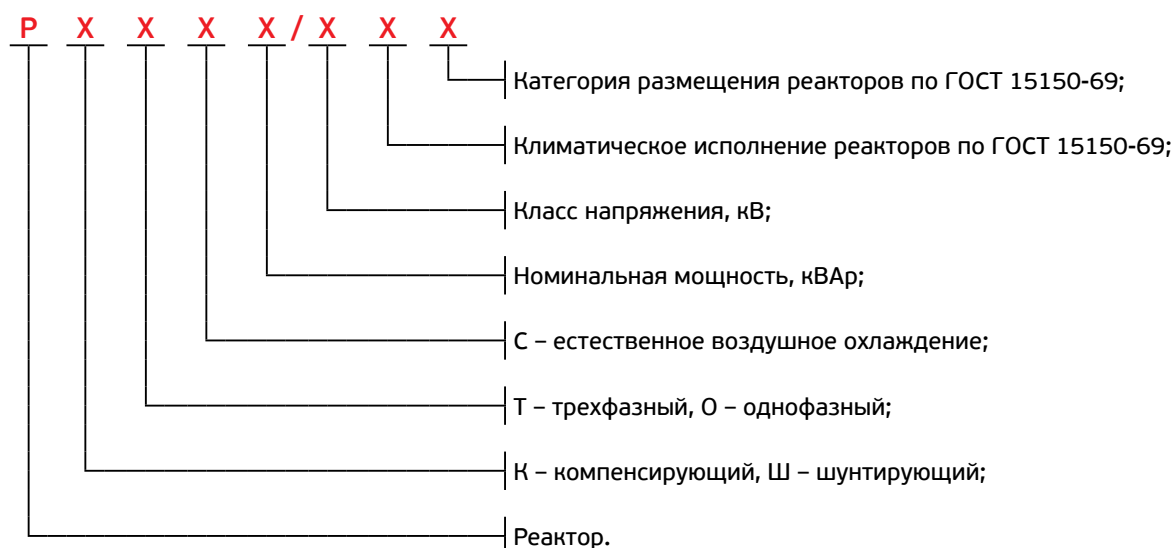 Р Х Х Х Х / Х Х Х
Категория размещения реакторов по ГОСТ 15150-69;
Климатическое исполнение реакторов по ГОСТ 15150-69;
Класс напряжения, кВ;
Номинальная мощность, кВАр;
С – естественное воздушное охлаждение;
Т – трехфазный, О – однофазный;
К – компенсирующий, Ш – шунтирующий;
Реактор.